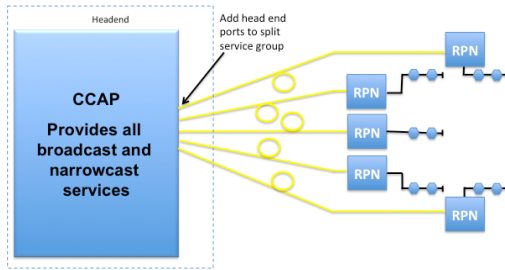 Headend
Add head end
ports to split
service group
CCAP
Provides all
broadcast and
narrowcast
services
RPN
RPN
RPN
RPN
RPN